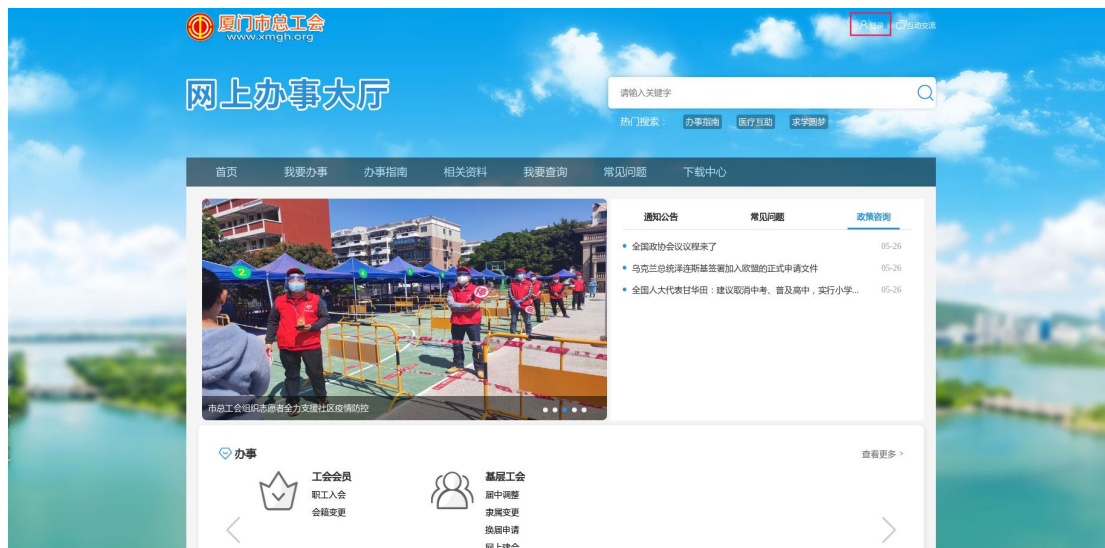 厦门市总工会
www.xmgh.org
登录 互动交流
网上办事大厅
请输入关键字
热门搜索： 办事指南 医疗互助 求学圆梦
首页 我要办事 办事指南 相关资料 我要查询 常见问题 下载中心
通知公告 常见问题 政策咨询
全国政协会议议程来了 05-26
乌克兰总统泽连斯基签署加入欧盟的正式申请文件 05-26
全国人大代表甘华田：建议取消中考、普及高中，实行小学... 05-26
2
1
市总工会组织志愿者全力支援社区疫情防控
办事 查看更多 >
工会会员
职工入会
会籍变更
基层工会
届中调整
隶属变更
换届申请
网上建会